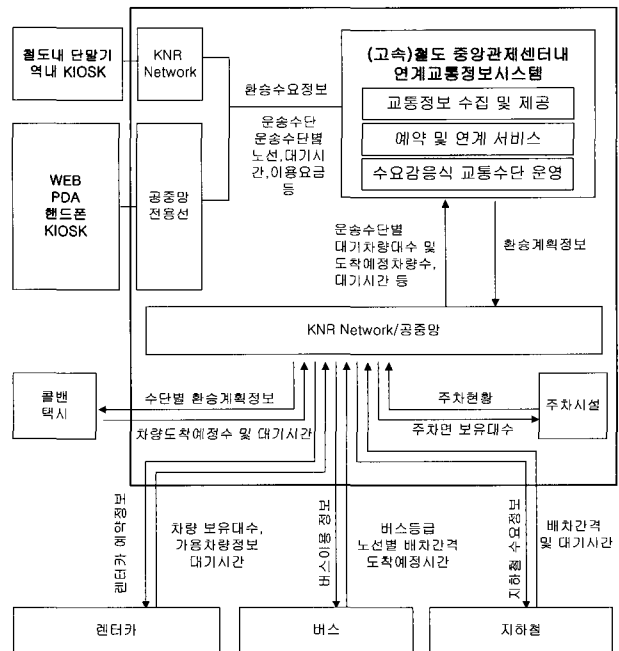 철도내 단말기
역내 KIOSK
KNR
Network
(고속)철도 중앙관제센터내
연계교통정보시스템
교통정보 수집 및 제공
예약 및 연계 서비스
수요감응식 교통수단 운영
환승수요정보
운송수단
운송수단별
노선,대기시
간,이용요금
등
WEB
PDA
핸드폰
KIOSK
공중망
전용선
운송수단별
대기차량대수 및
도착예정차량수,
대기시간 등
환승계획정보
KNR Network/공중망
콜밴
택시
수단별 환승계획정보
차량도착예정수 및 대기시간
주차현황
주차면 보유대수
주차시설
렌터카 예약정보
차량 보유대수,
가용차량정보
대기시간
버스이용 정보
버스등급
노선별 배차간격
도착예정시간
지하철 수요정보
배차간격
및 대기시간
렌터카
버스
지하철